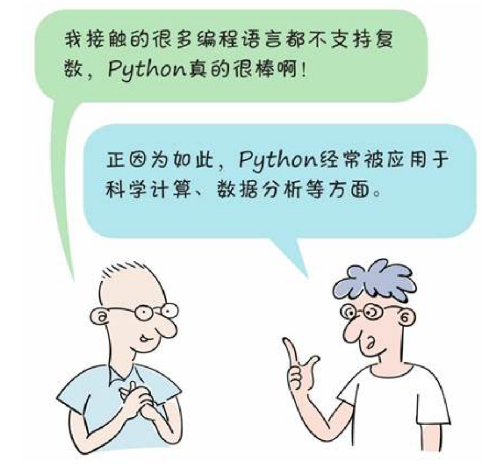 我接触的很多编程语言都不支持复
数，Python真的很棒啊！
正因为如此，Python经常被应用于
科学计算、数据分析等方面。